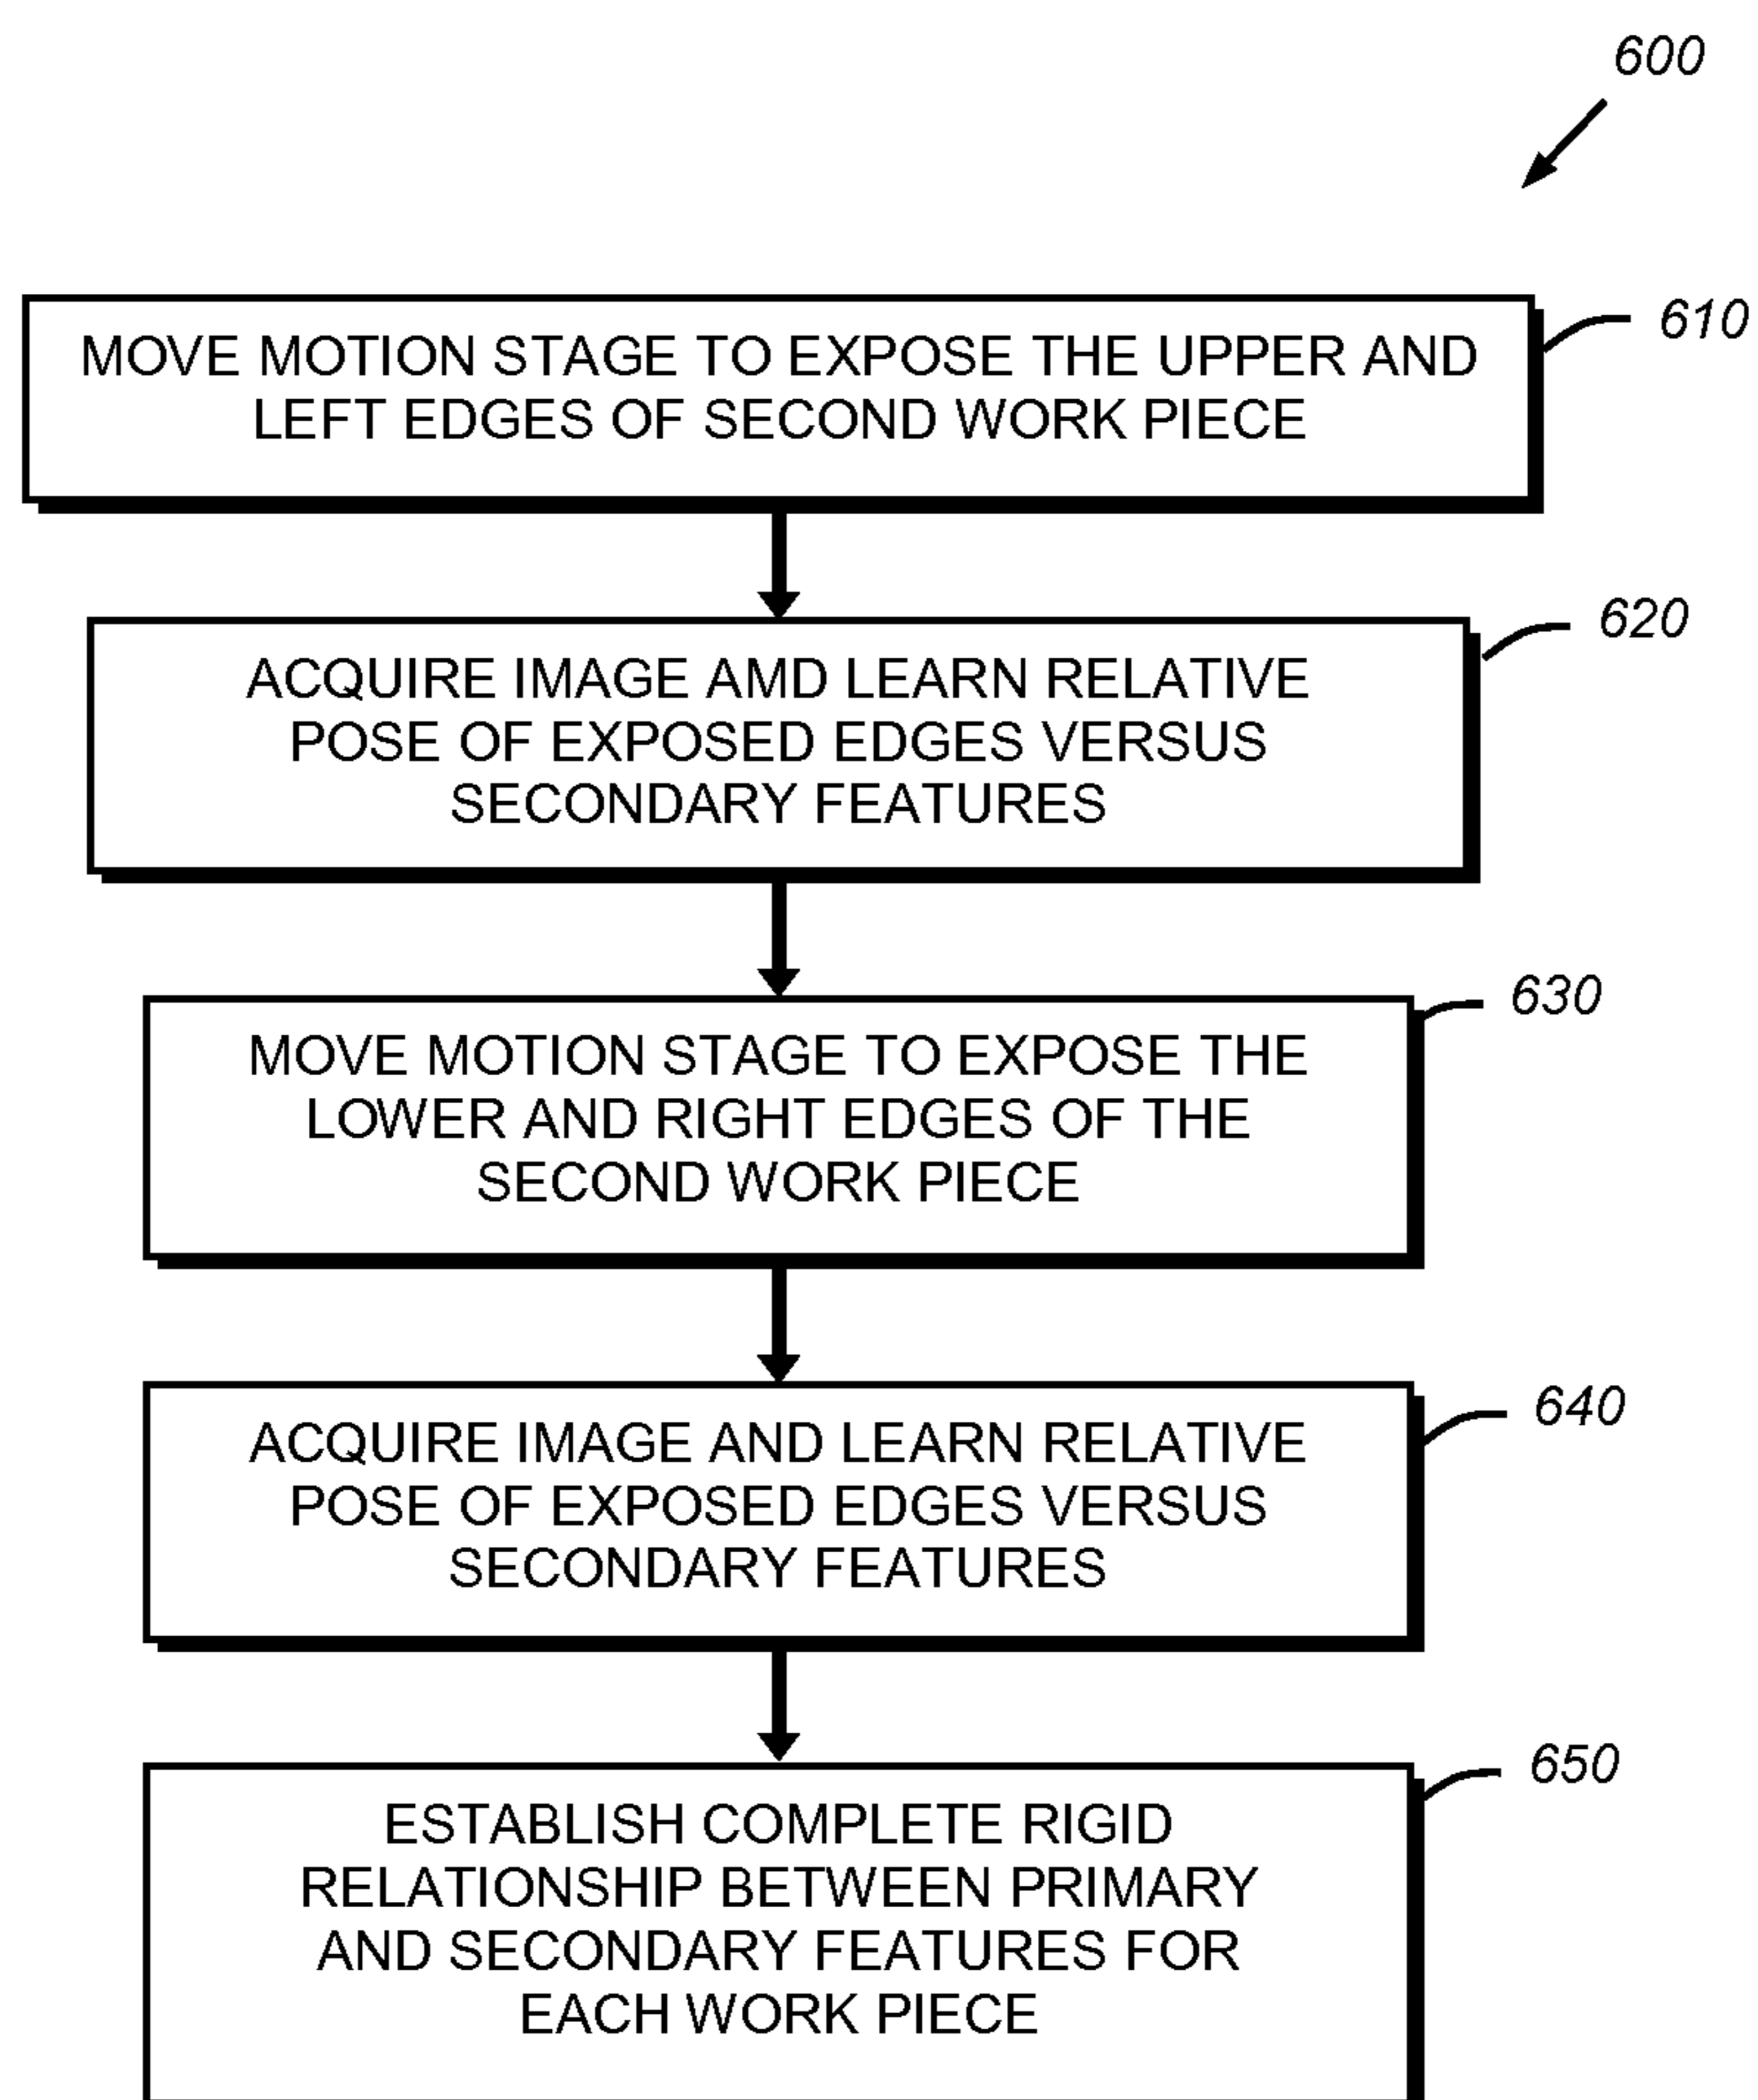 600
610
MOVE MOTION STAGE TO EXPOSE THE UPPER AND
LEFT EDGES OF SECOND WORK PIECE
620
ACQUIRE IMAGE AMD LEARN RELATIVE
POSE OF EXPOSED EDGES VERSUS
SECONDARY FEATURES
630
MOVE MOTION STAGE TO EXPOSE THE
LOWER AND RIGHT EDGES OF THE
SECOND WORK PIECE
640
ACQUIRE IMAGE AND LEARN RELATIVE
POSE OF EXPOSED EDGES VERSUS
SECONDARY FEATURES
650
ESTABLISH COMPLETE RIGID
RELATIONSHIP BETWEEN PRIMARY
AND SECONDARY FEATURES FOR
EACH WORK PIECE